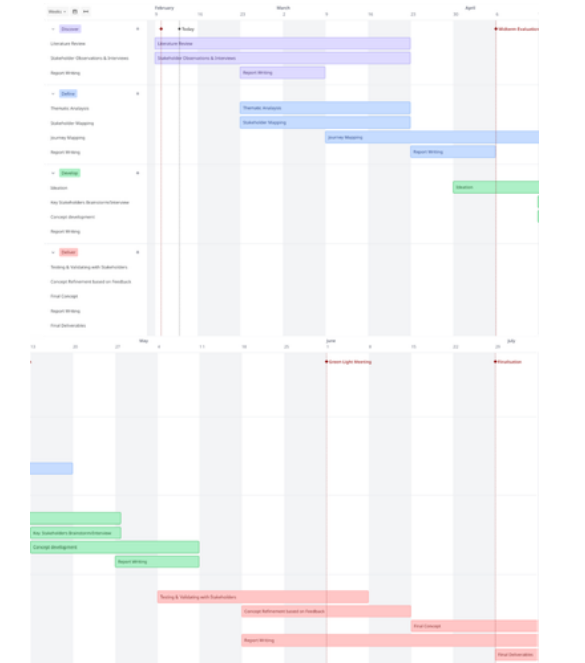 Weeks
February
March
April
9
16
23
2
9
16
23
30
6
Discover
Today
Midterm Evaluation
Literature Review
Literature Review
Stakeholder Observations & Interviews
Stakeholder Observations & Interviews
Report Writing
Report Writing
Define
Thematic Analaysis
Thematic Analaysis
Stakeholder Mapping
Stakeholder Mapping
Journey Mapping
Journey Mapping
Report Writing
Report Writing
Develop
Ideation
Ideation
Key Stakeholders Brainstorm/Interview
Concept development
Report Writing
Deliver
Testing & Validating with Stakeholders
Concept Refinement based on Feedback
Final Concept
Report Writing
Final Deliverables
May
June
July
13
20
27
4
11
18
25
1
8
15
22
29
Green Light Meeting
Finalisation
Key Stakeholders Brainstorm/Interview
Concept development
Report Writing
Testing & Validating with Stakeholders
Concept Refinement based on Feedback
Final Concept
Report Writing
Final Deliverables